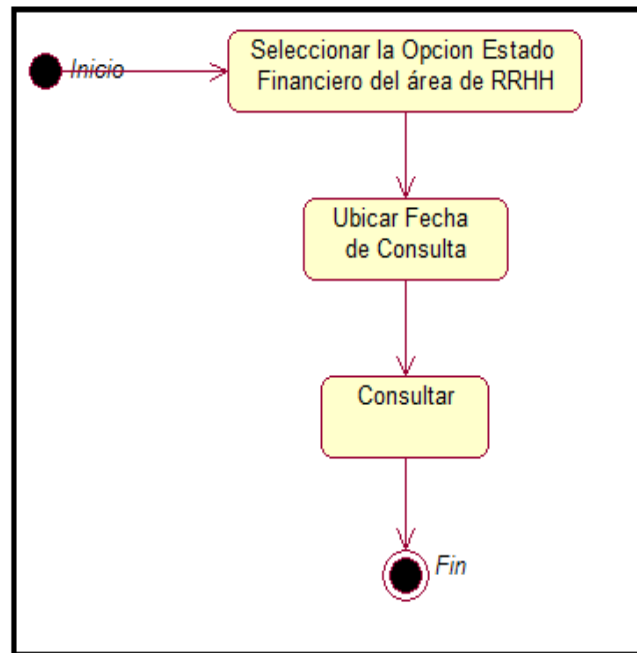 Inicio
Seleccionar la Opcion Estado
Financiero del área de RRHH
Ubicar Fecha
de Consulta
Consultar
Fin